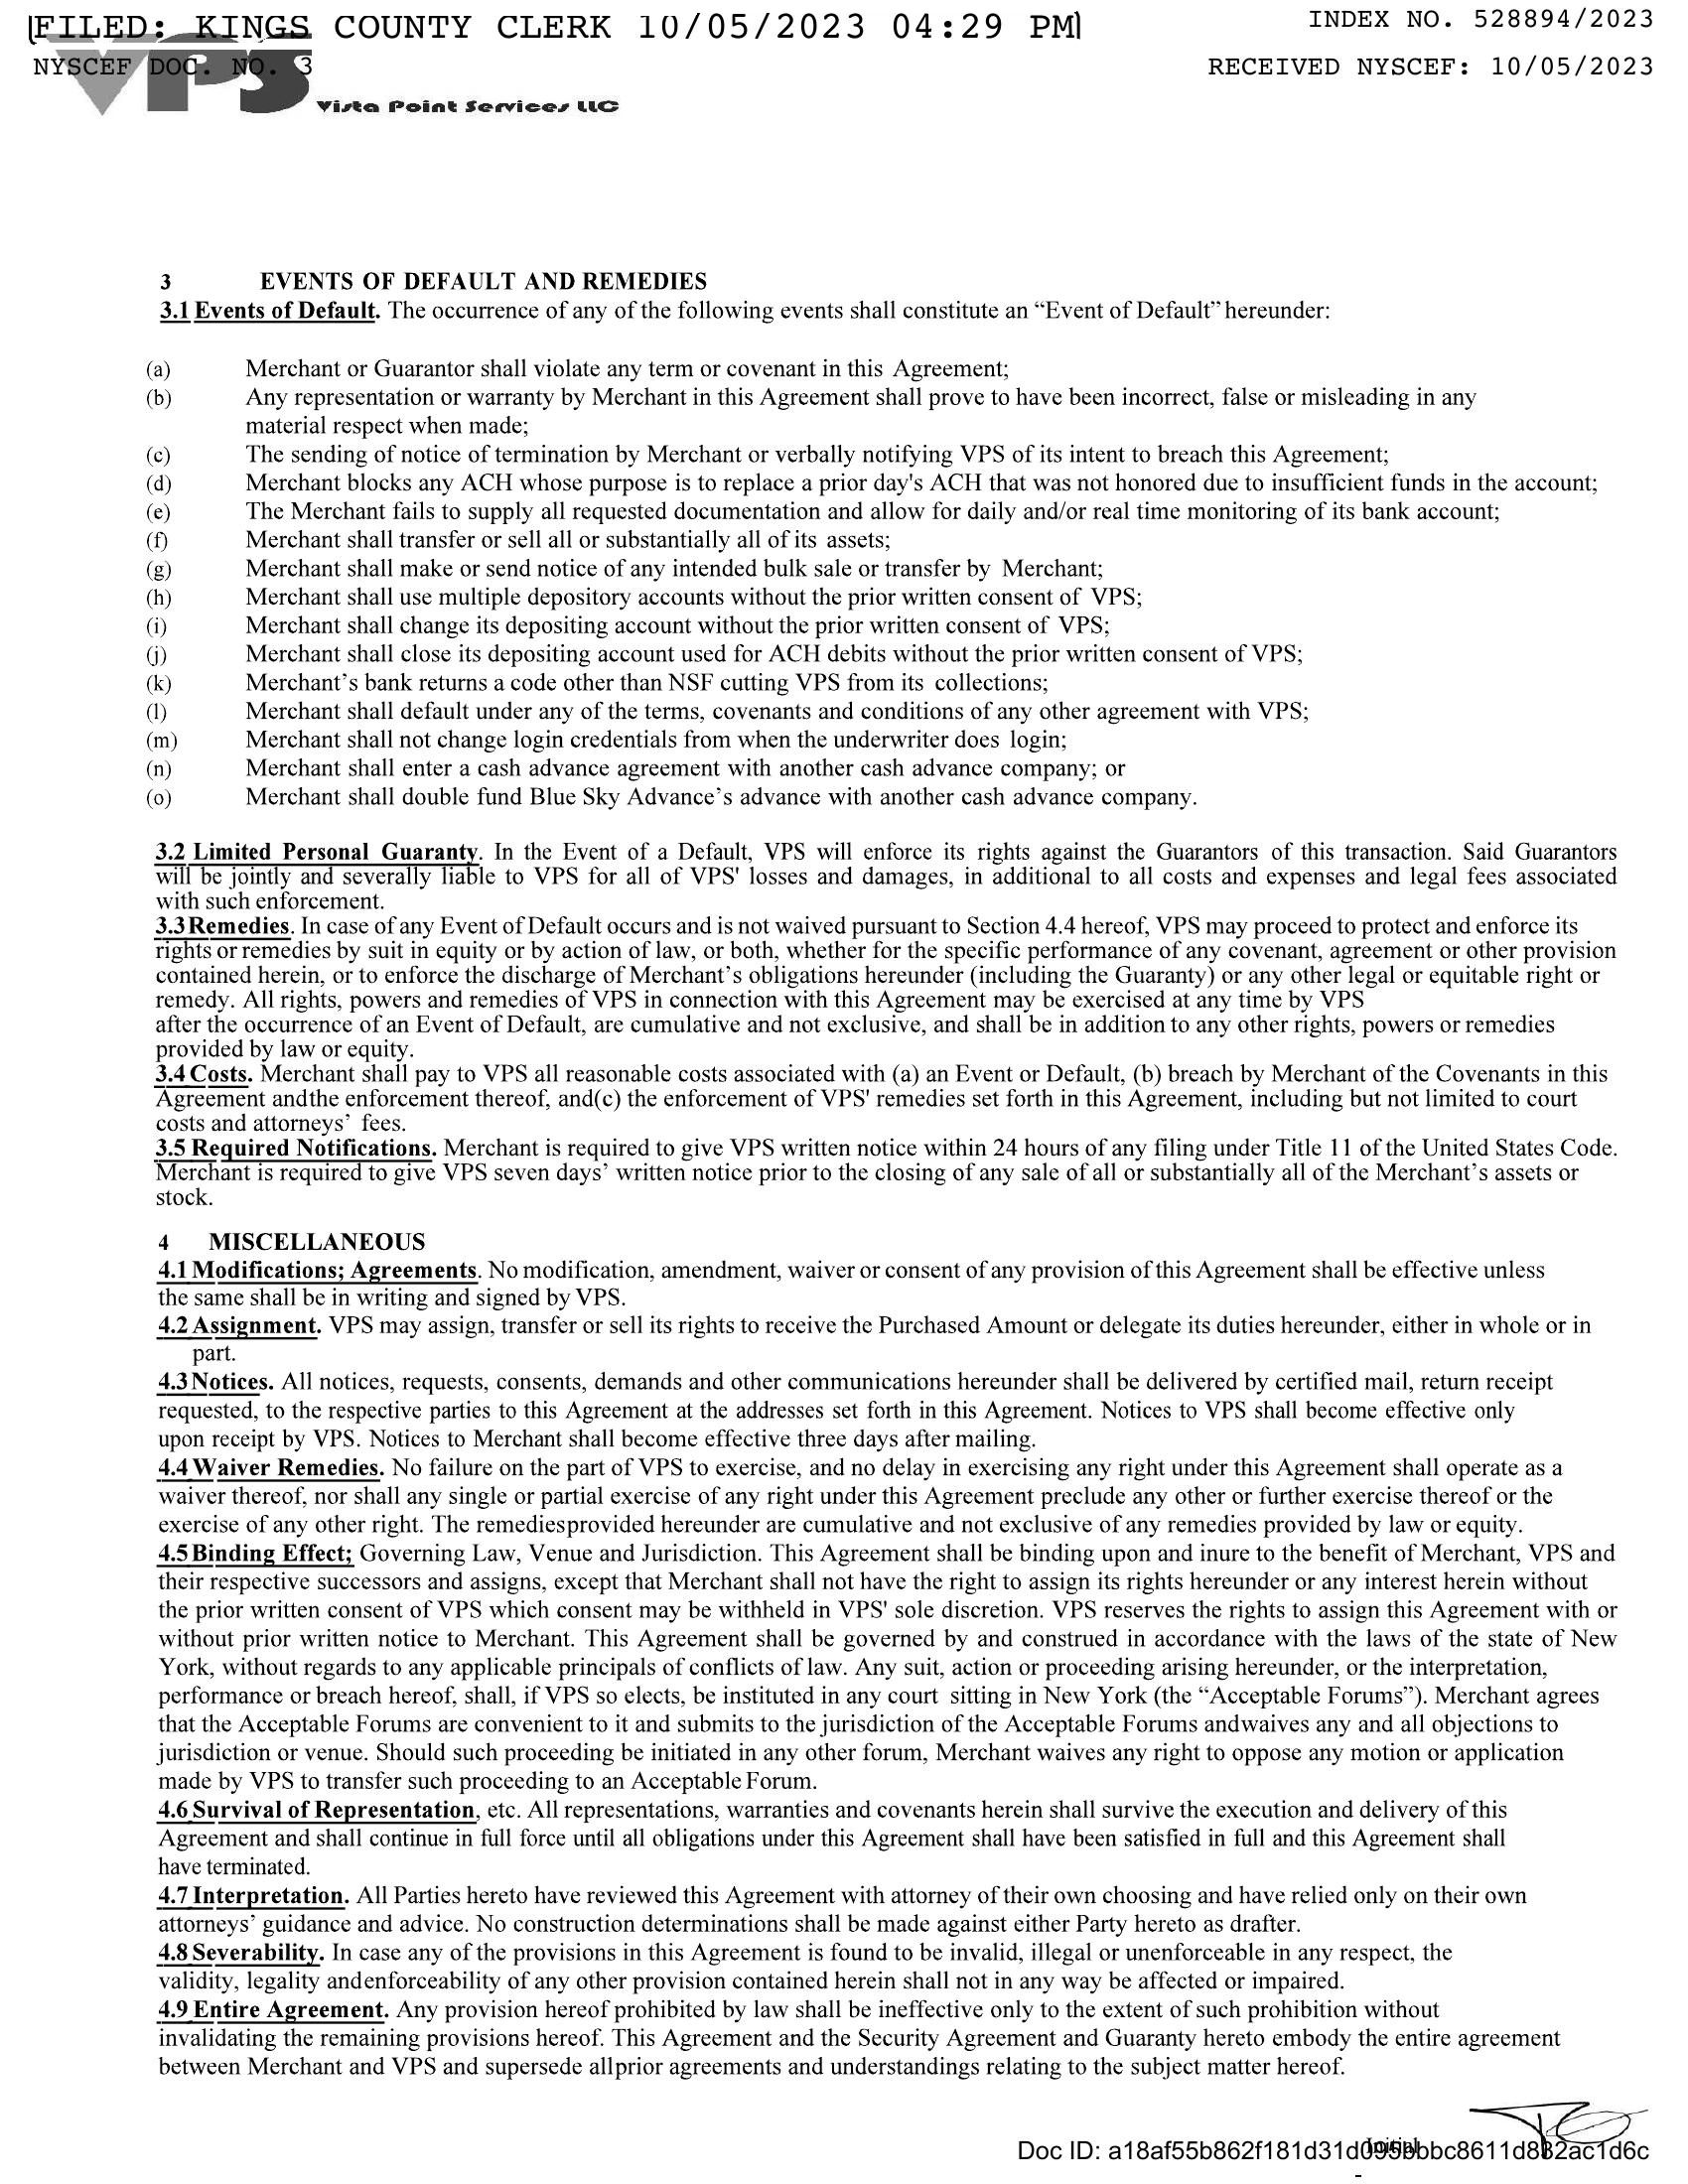 FILED: KINGS COUNTY CLERK 10/05/2023 04:29 PM
INDEX NO. 528894/2023
NYSCEF DOC. NO. 3
RECEIVED NYSCEF: 10/05/2023
VPS
Vista Point Services LLC
3 EVENTS OF DEFAULT AND REMEDIES
3.1 Events of Default. The occurrence of any of the following events shall constitute an “Event of Default” hereunder:
(a) Merchant or Guarantor shall violate any term or covenant in this Agreement;
(b) Any representation or warranty by Merchant in this Agreement shall prove to have been incorrect, false or misleading in any
material respect when made;
(c) The sending of notice of termination by Merchant or verbally notifying VPS of its intent to breach this Agreement;
(d) Merchant blocks any ACH whose purpose is to replace a prior day's ACH that was not honored due to insufficient funds in the account;
(e) The Merchant fails to supply all requested documentation and allow for daily and/or real time monitoring of its bank account;
(f) Merchant shall transfer or sell all or substantially all of its assets;
(g) Merchant shall make or send notice of any intended bulk sale or transfer by Merchant;
(h) Merchant shall use multiple depository accounts without the prior written consent of VPS;
(i) Merchant shall change its depositing account without the prior written consent of VPS;
(j) Merchant shall close its depositing account used for ACH debits without the prior written consent of VPS;
(k) Merchant’s bank returns a code other than NSF cutting VPS from its collections;
(l) Merchant shall default under any of the terms, covenants and conditions of any other agreement with VPS;
(m) Merchant shall not change login credentials from when the underwriter does login;
(n) Merchant shall enter a cash advance agreement with another cash advance company; or
(o) Merchant shall double fund Blue Sky Advance’s advance with another cash advance company.
3.2 Limited Personal Guaranty. In the Event of a Default, VPS will enforce its rights against the Guarantors of this transaction. Said Guarantors
will be jointly and severally liable to VPS for all of VPS' losses and damages, in additional to all costs and expenses and legal fees associated
with such enforcement.
3.3 Remedies. In case of any Event of Default occurs and is not waived pursuant to Section 4.4 hereof, VPS may proceed to protect and enforce its
rights or remedies by suit in equity or by action of law, or both, whether for the specific performance of any covenant, agreement or other provision
contained herein, or to enforce the discharge of Merchant’s obligations hereunder (including the Guaranty) or any other legal or equitable right or
remedy. All rights, powers and remedies of VPS in connection with this Agreement may be exercised at any time by VPS
after the occurrence of an Event of Default, are cumulative and not exclusive, and shall be in addition to any other rights, powers or remedies
provided by law or equity.
3.4 Costs. Merchant shall pay to VPS all reasonable costs associated with (a) an Event or Default, (b) breach by Merchant of the Covenants in this
Agreement andthe enforcement thereof, and(c) the enforcement of VPS' remedies set forth in this Agreement, including but not limited to court
costs and attorneys’ fees.
3.5 Required Notifications. Merchant is required to give VPS written notice within 24 hours of any filing under Title 11 of the United States Code.
Merchant is required to give VPS seven days’ written notice prior to the closing of any sale of all or substantially all of the Merchant’s assets or
stock.
4 MISCELLANEOUS
4.1 Modifications; Agreements. No modification, amendment, waiver or consent of any provision of this Agreement shall be effective unless
the same shall be in writing and signed by VPS.
4.2 Assignment. VPS may assign, transfer or sell its rights to receive the Purchased Amount or delegate its duties hereunder, either in whole or in
part.
4.3 Notices. All notices, requests, consents, demands and other communications hereunder shall be delivered by certified mail, return receipt
requested, to the respective parties to this Agreement at the addresses set forth in this Agreement. Notices to VPS shall become effective only
upon receipt by VPS. Notices to Merchant shall become effective three days after mailing.
4.4 Waiver Remedies. No failure on the part of VPS to exercise, and no delay in exercising any right under this Agreement shall operate as a
waiver thereof, nor shall any single or partial exercise of any right under this Agreement preclude any other or further exercise thereof or the
exercise of any other right. The remediesprovided hereunder are cumulative and not exclusive of any remedies provided by law or equity.
4.5 Binding Effect; Governing Law, Venue and Jurisdiction. This Agreement shall be binding upon and inure to the benefit of Merchant, VPS and
their respective successors and assigns, except that Merchant shall not have the right to assign its rights hereunder or any interest herein without
the prior written consent of VPS which consent may be withheld in VPS' sole discretion. VPS reserves the rights to assign this Agreement with or
without prior written notice to Merchant. This Agreement shall be governed by and construed in accordance with the laws of the state of New
York, without regards to any applicable principals of conflicts of law. Any suit, action or proceeding arising hereunder, or the interpretation,
performance or breach hereof, shall, if VPS so elects, be instituted in any court sitting in New York (the “Acceptable Forums”). Merchant agrees
that the Acceptable Forums are convenient to it and submits to the jurisdiction of the Acceptable Forums andwaives any and all objections to
jurisdiction or venue. Should such proceeding be initiated in any other forum, Merchant waives any right to oppose any motion or application
made by VPS to transfer such proceeding to an Acceptable Forum.
4.6 Survival of Representation, etc. All representations, warranties and covenants herein shall survive the execution and delivery of this
Agreement and shall continue in full force until all obligations under this Agreement shall have been satisfied in full and this Agreement shall
have terminated.
4.7 Interpretation. All Parties hereto have reviewed this Agreement with attorney of their own choosing and have relied only on their own
attorneys’ guidance and advice. No construction determinations shall be made against either Party hereto as drafter.
4.8 Severability. In case any of the provisions in this Agreement is found to be invalid, illegal or unenforceable in any respect, the
validity, legality andenforceability of any other provision contained herein shall not in any way be affected or impaired.
4.9 Entire Agreement. Any provision hereof prohibited by law shall be ineffective only to the extent of such prohibition without
invalidating the remaining provisions hereof. This Agreement and the Security Agreement and Guaranty hereto embody the entire agreement
between Merchant and VPS and supersede allprior agreements and understandings relating to the subject matter hereof.
Initial
Doc ID: